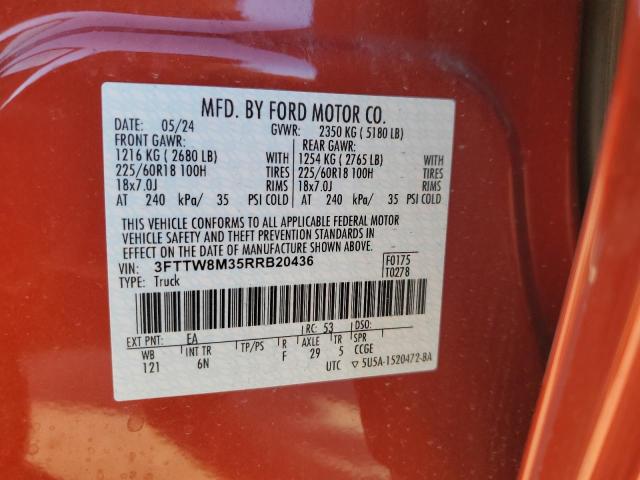 MFD. BY FORD MOTOR CO.
DATE: 05/24 GVWR: 2350 KG ( 5180 LB)
FRONT GAWR: REAR GAWR:
1216 KG ( 2680 LB) WITH 1254 KG ( 2765 LB) WITH
225/60R18 100H TIRES 225/60R18 100H TIRES
18x7.0J RIMS 18x7.0J RIMS
AT 240 kPa/ 35 PSI COLD AT 240 kPa/ 35 PSI COLD
THIS VEHICLE CONFORMS TO ALL APPLICABLE FEDERAL MOTOR
VEHICLE SAFETY AND THEFT PREVENTION STANDARDS IN
EFFECT ON THE DATE OF MANUFACTURE SHOWN ABOVE.
VIN: 3FTTW8M35RRB20436 F0175
TYPE: Truck T0278
EXT PNT: EA RC: 53 DSO:
WB INT TR TP/PS R AXLE TR SPR
121 6N F 29 5 CCGE
UTC ▽ 5U5A-1520472-BA